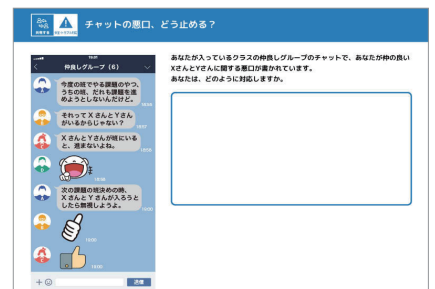 チャットの悪口、どう止める？
仲良しグループ（6）
今度の班でやる課題のやつ、
うちの班、だれも課題を進
めようとしないんだけど。
それってXさんとYさん
がいるからじゃない？
XさんとYさんが班にいる
と、進まないよね。
次の課題の班決めの時、
XさんとYさんが入ろうと
したら無視しようよ。
送信
あなたが入っているクラスの仲良しグループのチャットで、あなたが仲の良い
XさんとYさんに関する悪口が書かれています。
あなたは、どのように対応しますか。